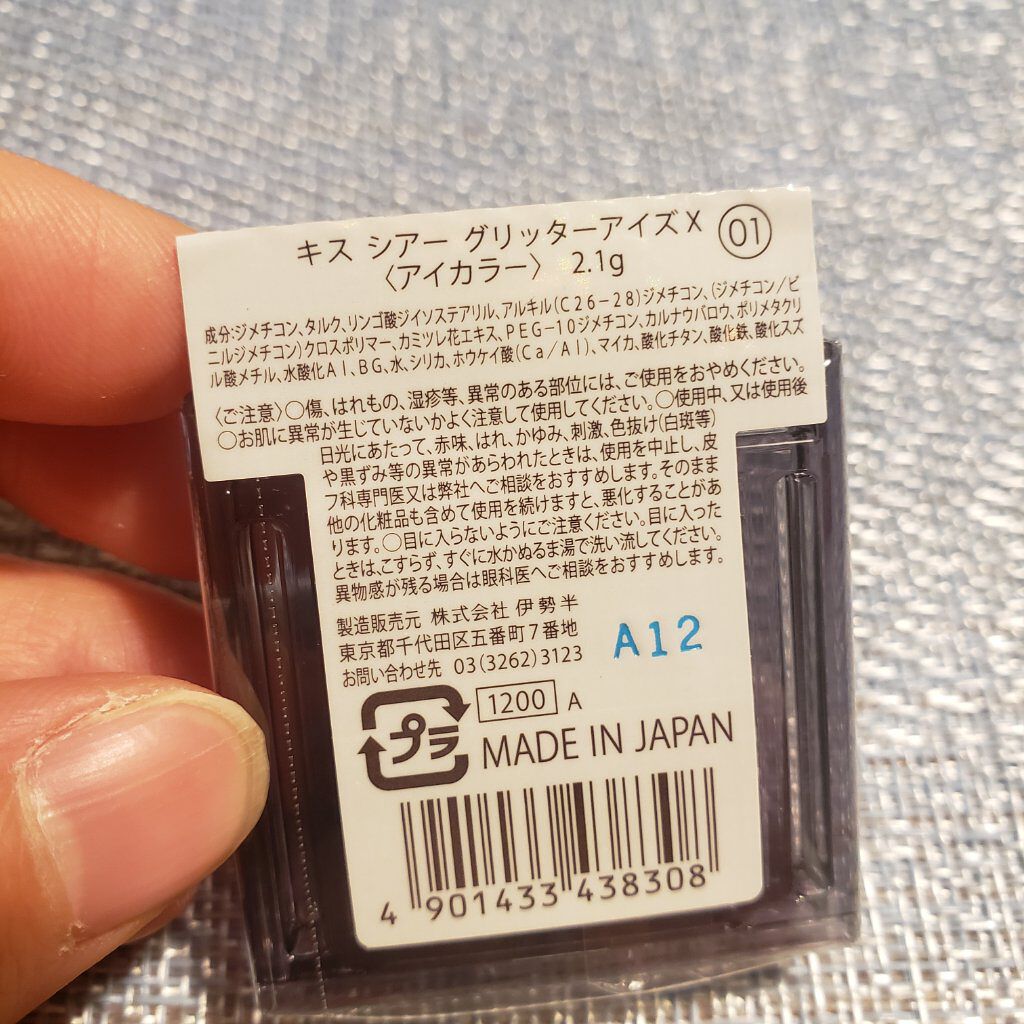 キス シアー グリッターアイズX 01
〈アイカラー〉 2.1g
成分:ジメチコン、タルク、リンゴ酸ジイソステアリル、アルキル(C26-28)ジメチコン、(ジメチコン/ビ
ニルジメチコン)クロスポリマー、カミツレ花エキス、PEG-10ジメチコン、カルナウバロウ、ポリメタクリ
ル酸メチル、水酸化Al、BG、水、シリカ、ホウケイ酸(Ca/Al)、マイカ、酸化チタン、酸化鉄、酸化スズ
〈ご注意〉○傷、はれもの、湿疹等、異常のある部位には、ご使用をおやめください。
○お肌に異常が生じていないかよく注意して使用してください。○使用中、又は使用後
日光にあたって、赤味、はれ、かゆみ、刺激、色抜け(白斑等)
や黒ずみ等の異常があらわれたときは、使用を中止し、皮
フ科専門医又は弊社へご相談をおすすめします。そのまま
他の化粧品も含めて使用を続けますと、悪化することがあ
ります。○目に入らないようにご注意ください。目に入った
ときは、こすらず、すぐに水かぬるま湯で洗い流してください。
異物感が残る場合は眼科医へご相談をおすすめします。
製造販売元 株式会社 伊勢半
東京都千代田区五番町7番地
お問い合わせ先 03(3262)3123
A12
プラ
1200 A
MADE IN JAPAN
4 901433 438308